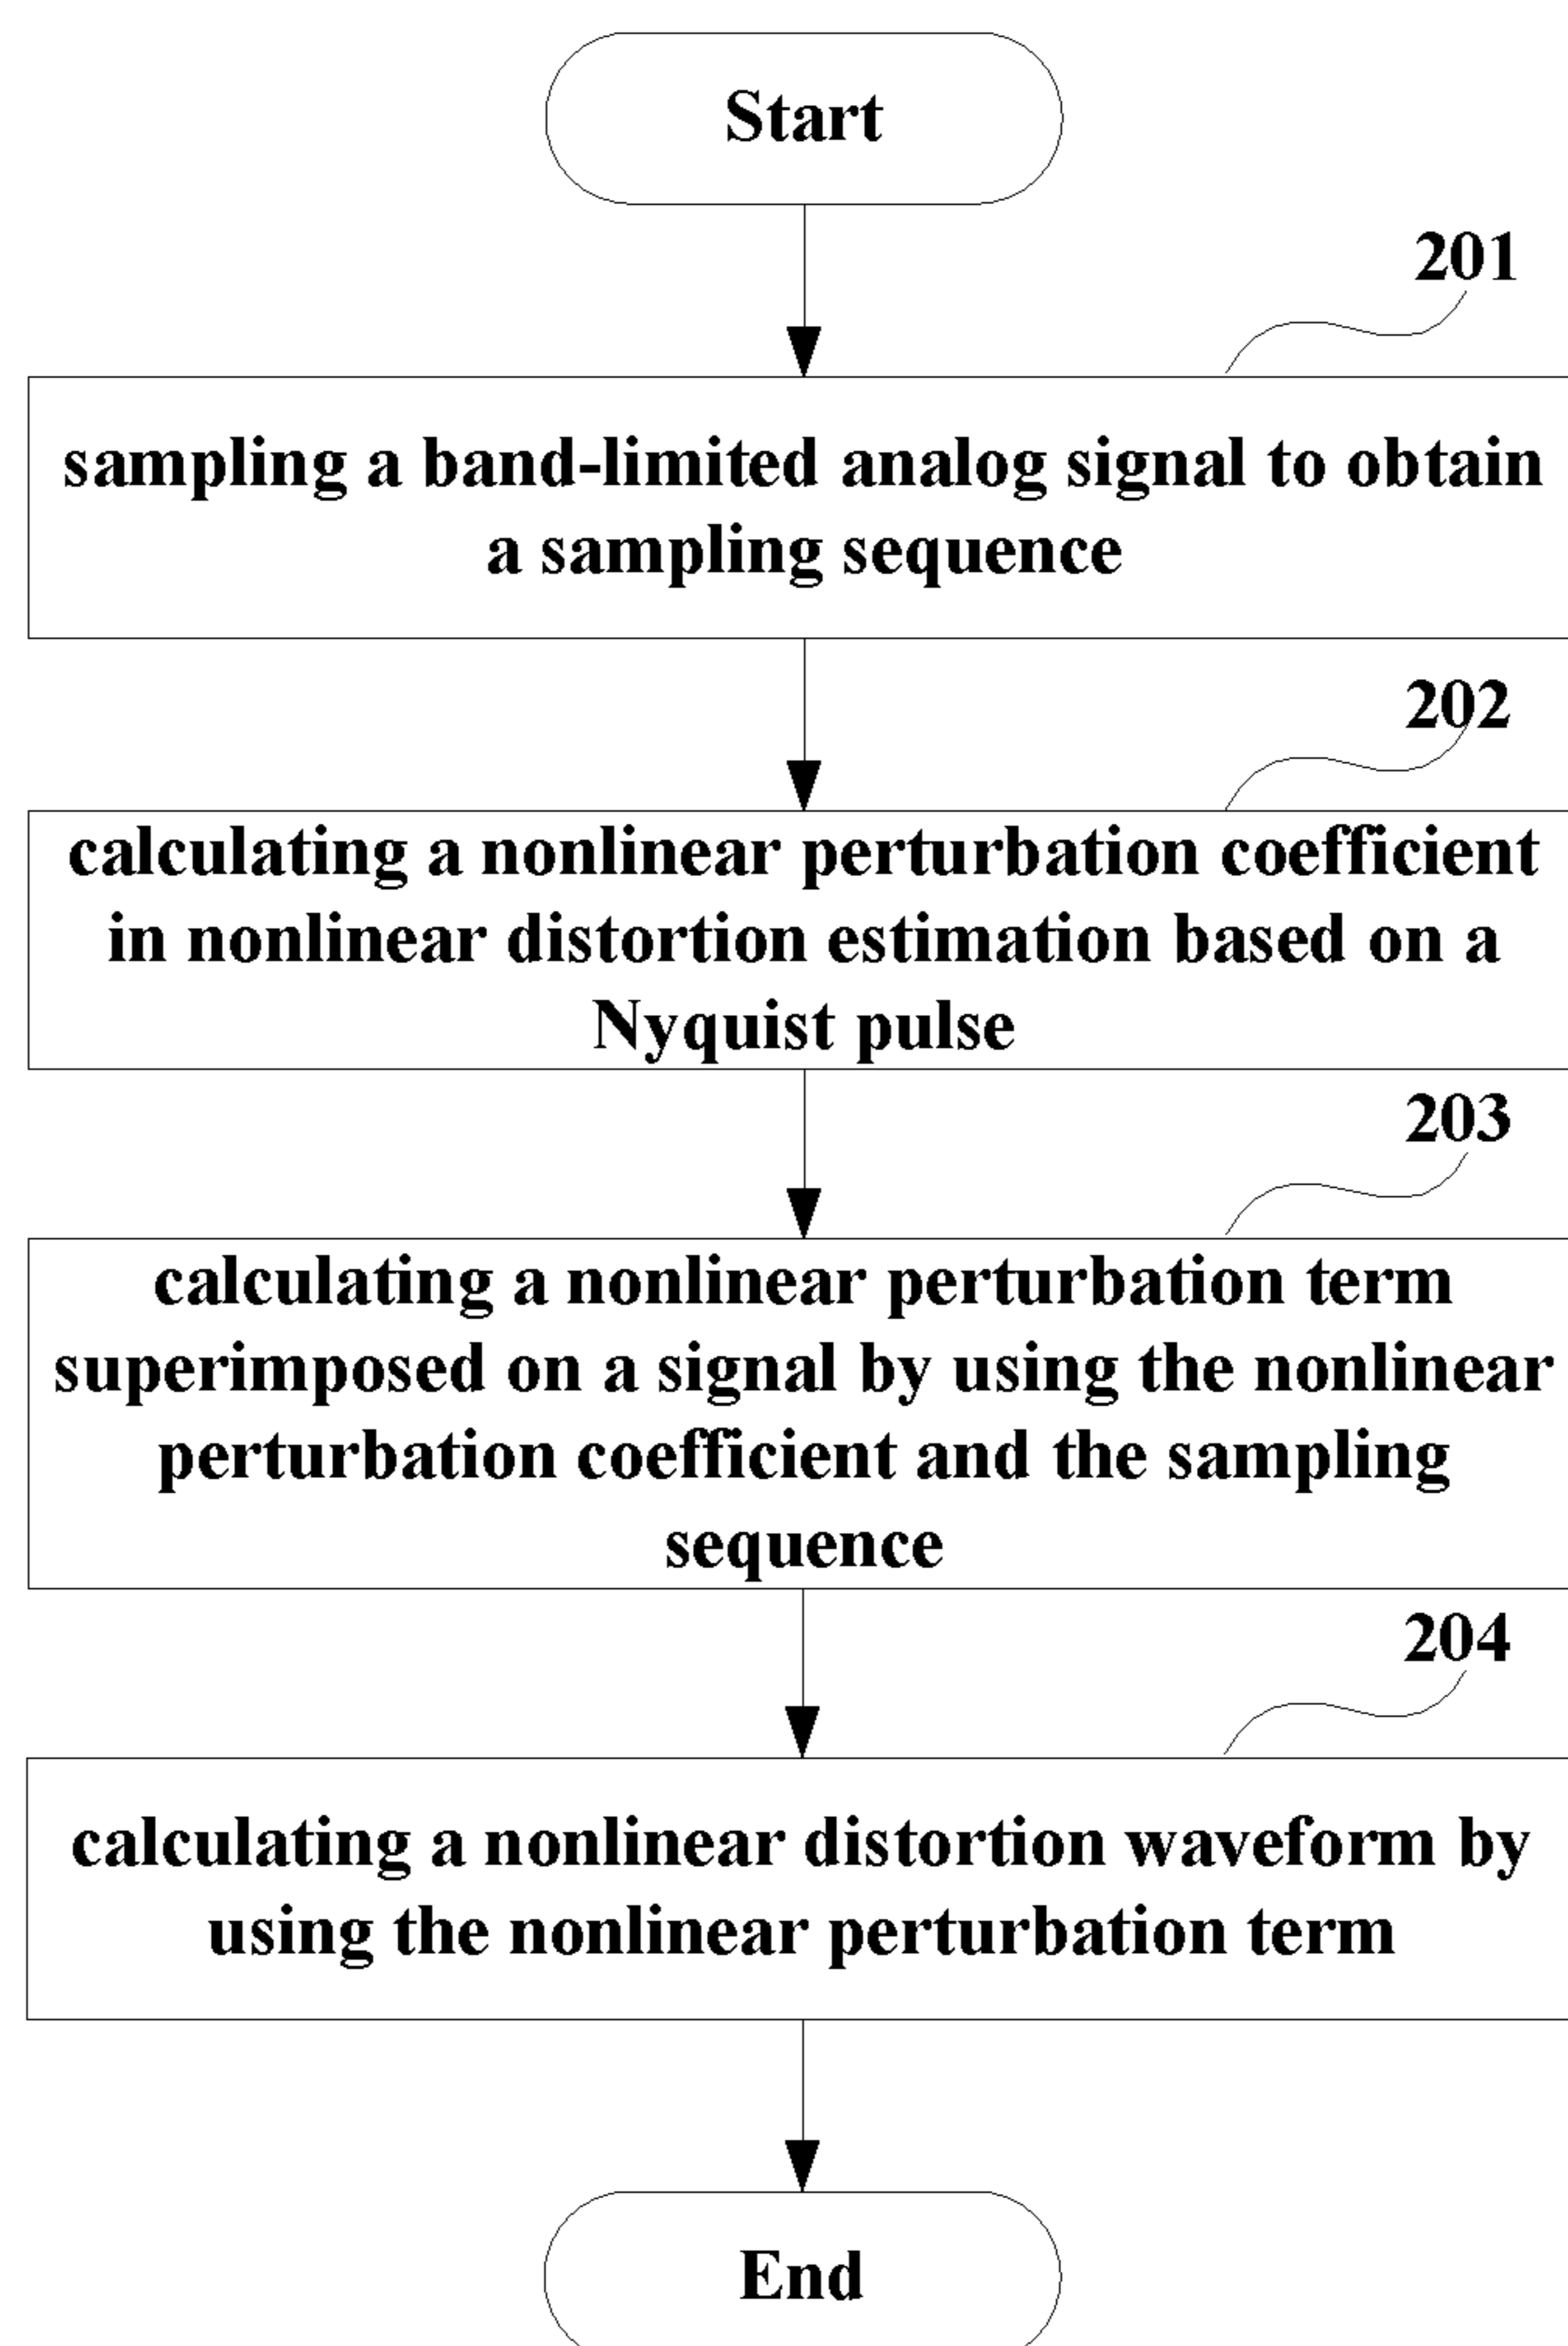 Start
201
sampling a band-limited analog signal to obtain
a sampling sequence
202
calculating a nonlinear perturbation coefficient
in nonlinear distortion estimation based on a
Nyquist pulse
203
calculating a nonlinear perturbation term
superimposed on a signal by using the nonlinear
perturbation coefficient and the sampling
sequence
204
calculating a nonlinear distortion waveform by
using the nonlinear perturbation term
End